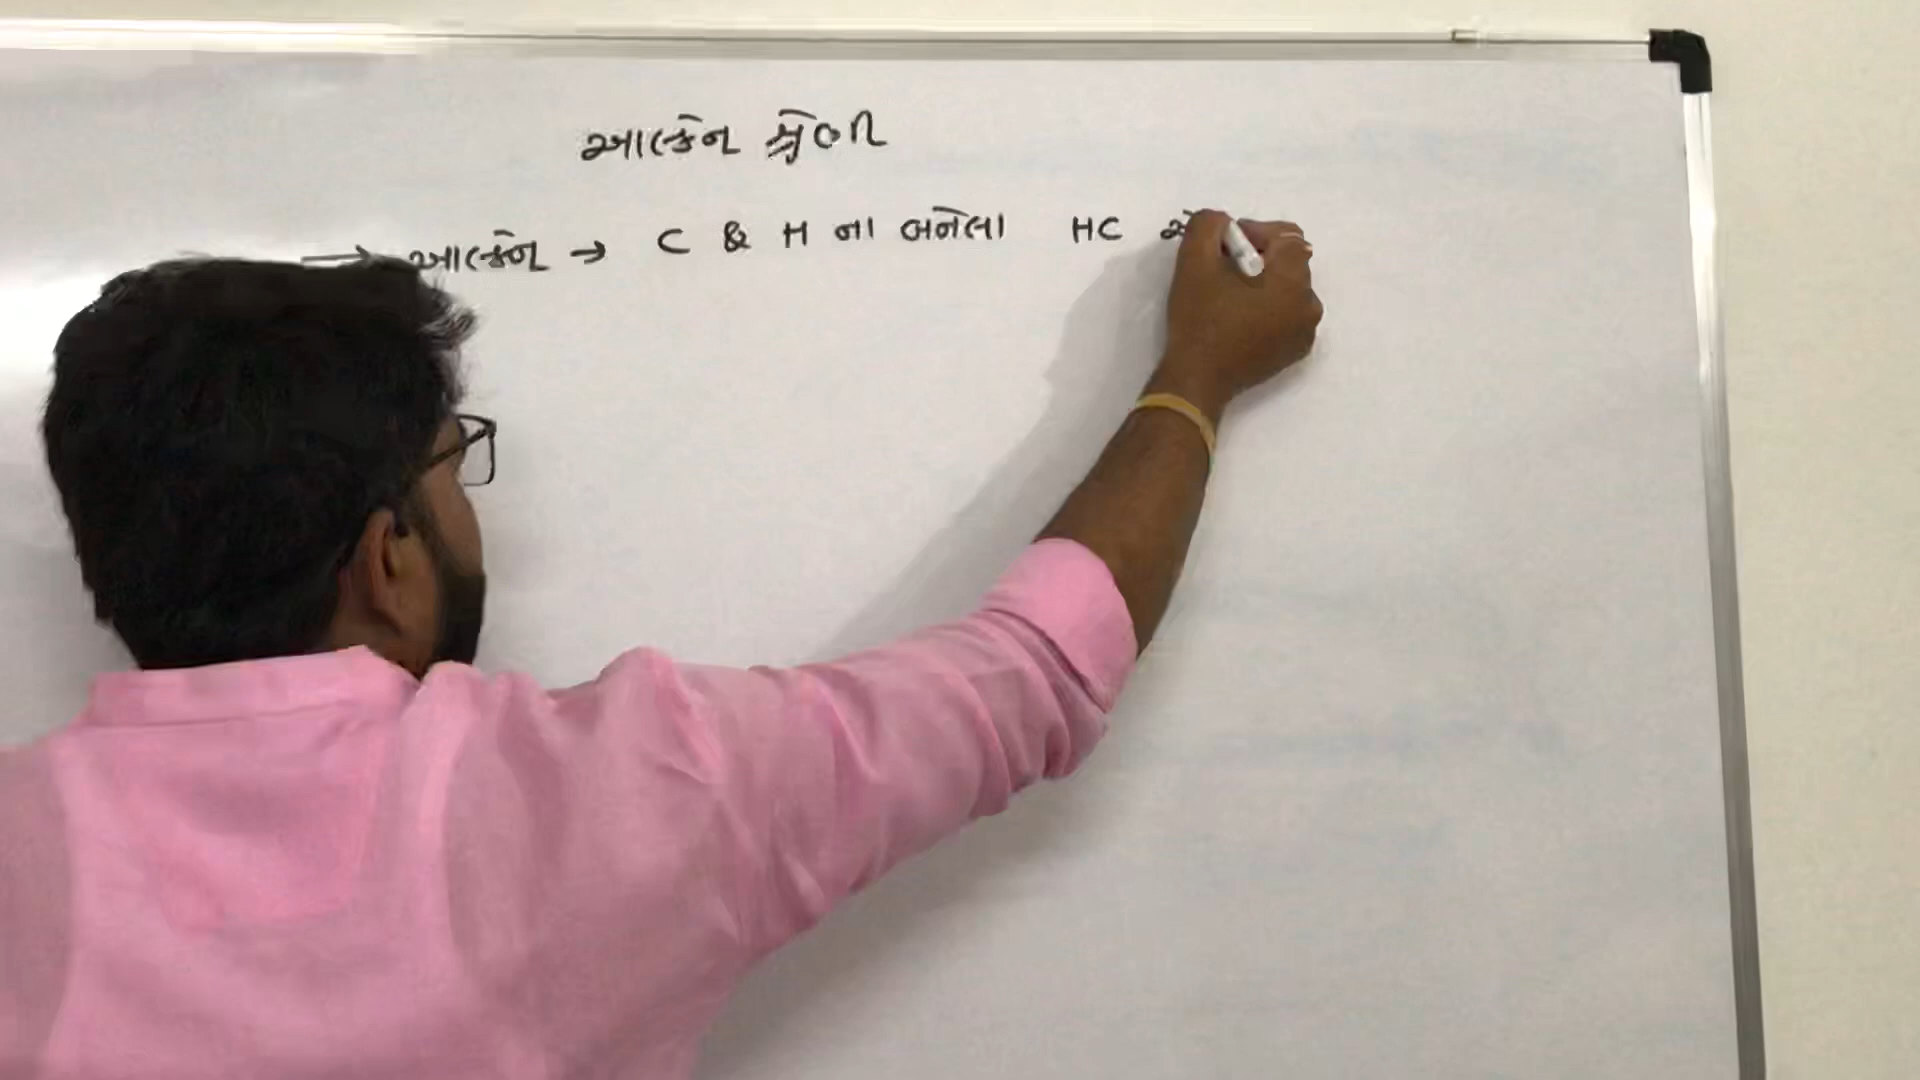 આલ્કેન શ્રેણી
→ આલ્કેન → C & H ના બનેલા HC